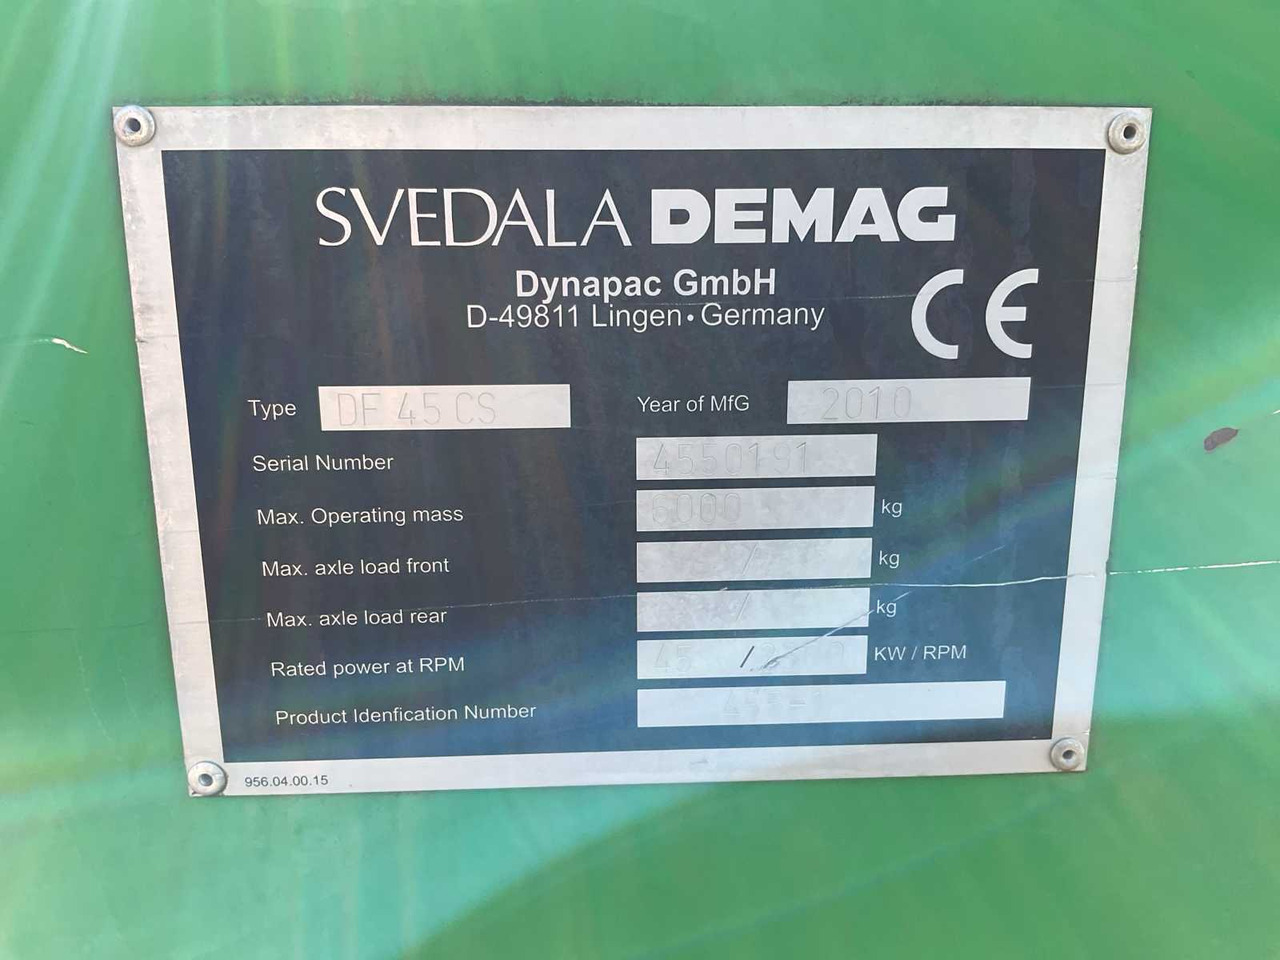 SVEDALA DEMAG
Dynapac GmbH
D-49811 Lingen • Germany
CE
Type DF 45 CS Year of MfG 2010
Serial Number 4550191
Max. Operating mass 6000 kg
Max. axle load front / kg
Max. axle load rear / kg
Rated power at RPM 45 / KW / RPM
Product Idenfication Number
956.04.00.15